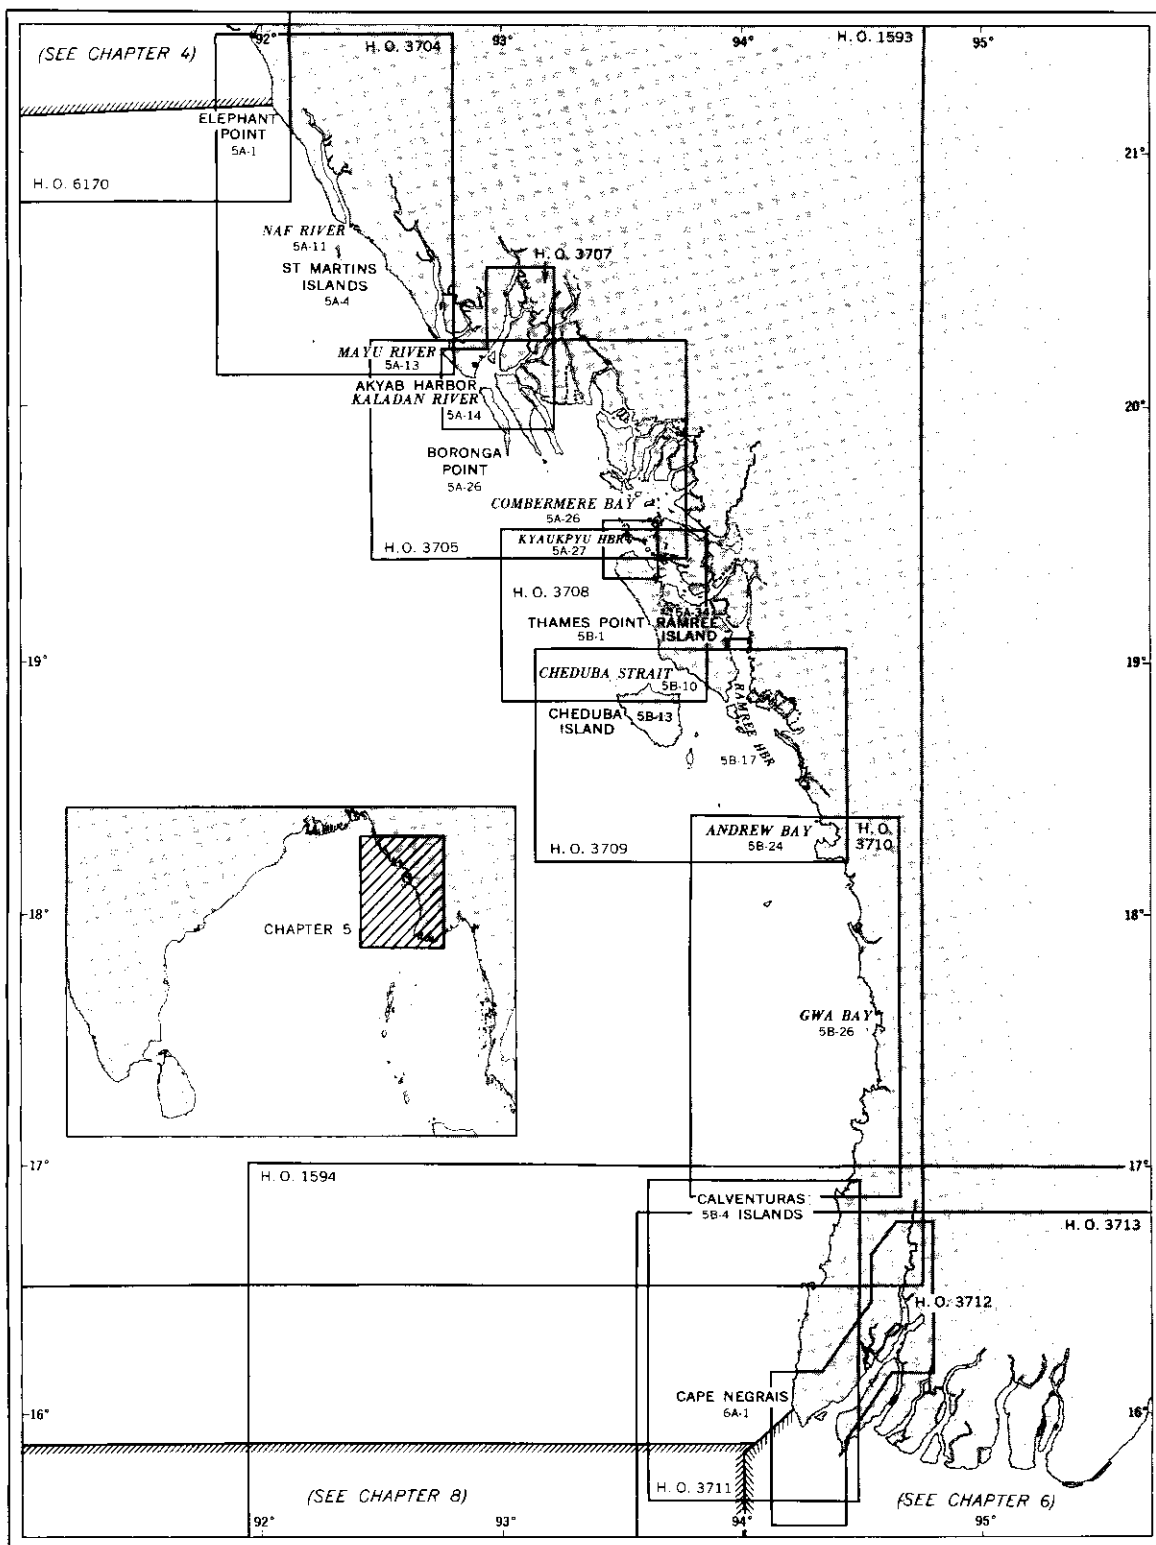 92°
93°
94°
95°
(SEE CHAPTER 4)
H. O. 3704
H. O. 1593
ELEPHANT
POINT
5A-1
21°
21°
H. O. 6170
NAF RIVER
5A-11
ST MARTINS
ISLANDS
5A-4
H. O. 3707
MAYU RIVER
5A-13
AKYAB HARBOR
KALADAN RIVER
5A-14
20°
20°
BORONGA
POINT
5A-26
COMBERMERE BAY
5A-26
KYAUKPYU HBR
5A-27
H. O. 3705
H. O. 3708
5A-34
THAMES POINT
5B-1
RAMREE
ISLAND
19°
19°
CHEDUBA STRAIT
5B-10
CHEDUBA
ISLAND
5B-13
RAMREE HBR
5B-17
ANDREW BAY
5B-24
H. O.
3710
H. O. 3709
18°
18°
CHAPTER 5
GWA BAY
5B-26
17°
17°
H. O. 1594
CALVENTURAS
5B-4 ISLANDS
H. O. 3713
H. O. 3712
CAPE NEGRAIS
6A-1
16°
16°
H. O. 3711
(SEE CHAPTER 8)
(SEE CHAPTER 6)
92°
93°
94°
95°